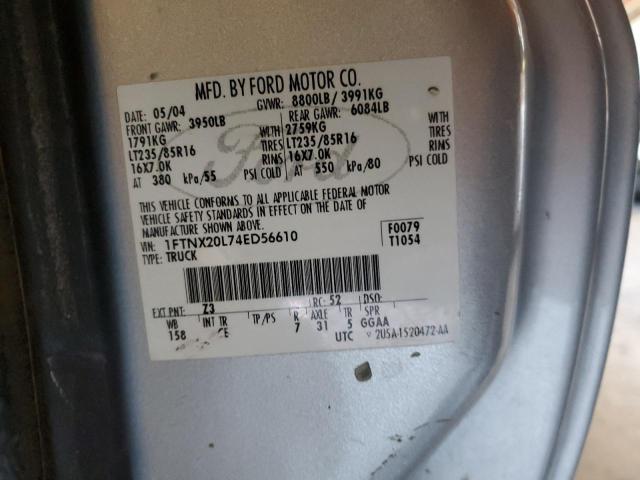 MFD. BY FORD MOTOR CO.
DATE: 05/04 GVWR: 8800LB/ 3991KG
FRONT GAWR: 3950LB REAR GAWR: 6084LB
1791KG WITH 2759KG WITH
LT235/85R16 TIRES LT235/85R16 TIRES
16X7.0K RIMS 16X7.0K RIMS
AT 380 kPa/55 PSI COLD AT 550 kPa/80 PSI COLD
THIS VEHICLE CONFORMS TO ALL APPLICABLE FEDERAL MOTOR
VEHICLE SAFETY STANDARDS IN EFFECT ON THE DATE OF
MANUFACTURE SHOWN ABOVE.
VIN: 1FTNX20L74ED56610 F0079
TYPE: TRUCK T1054
EXT PNT: Z3 RC: 52 DSO:
WB INT TR TP/PS R AXLE TR SPR
158 E 7 31 5 GGAA
UTC 2U5A-1520472-AA
Ford